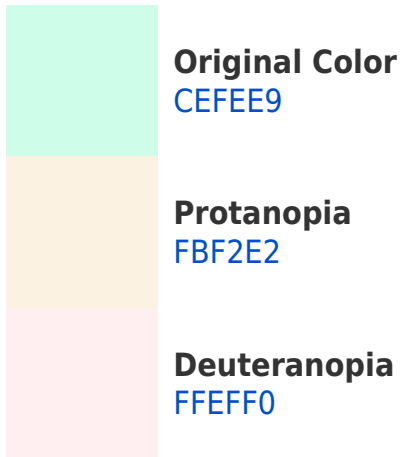 Original Color
CEFEE9
Protanopia
FBF2E2
Deuteranopia
FFEFF0